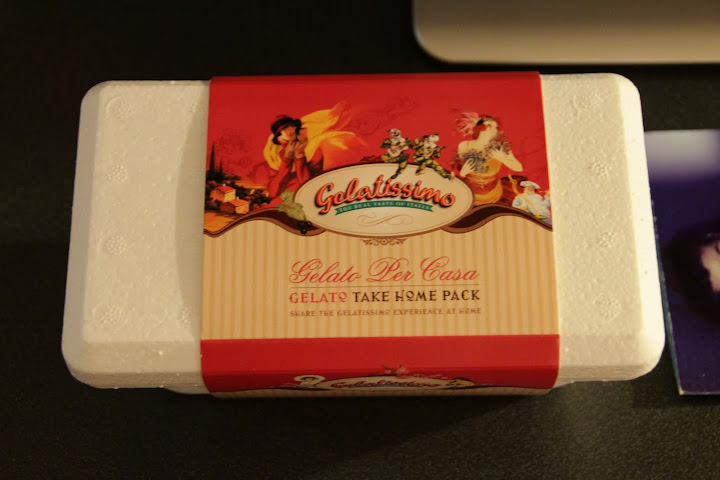 Gelatissimo
THE REAL TASTE OF ITALIA
Gelato Per Casa
GELATO TAKE HOME PACK
SHARE THE GELATISSIMO EXPERIENCE AT HOME
Gelatissimo